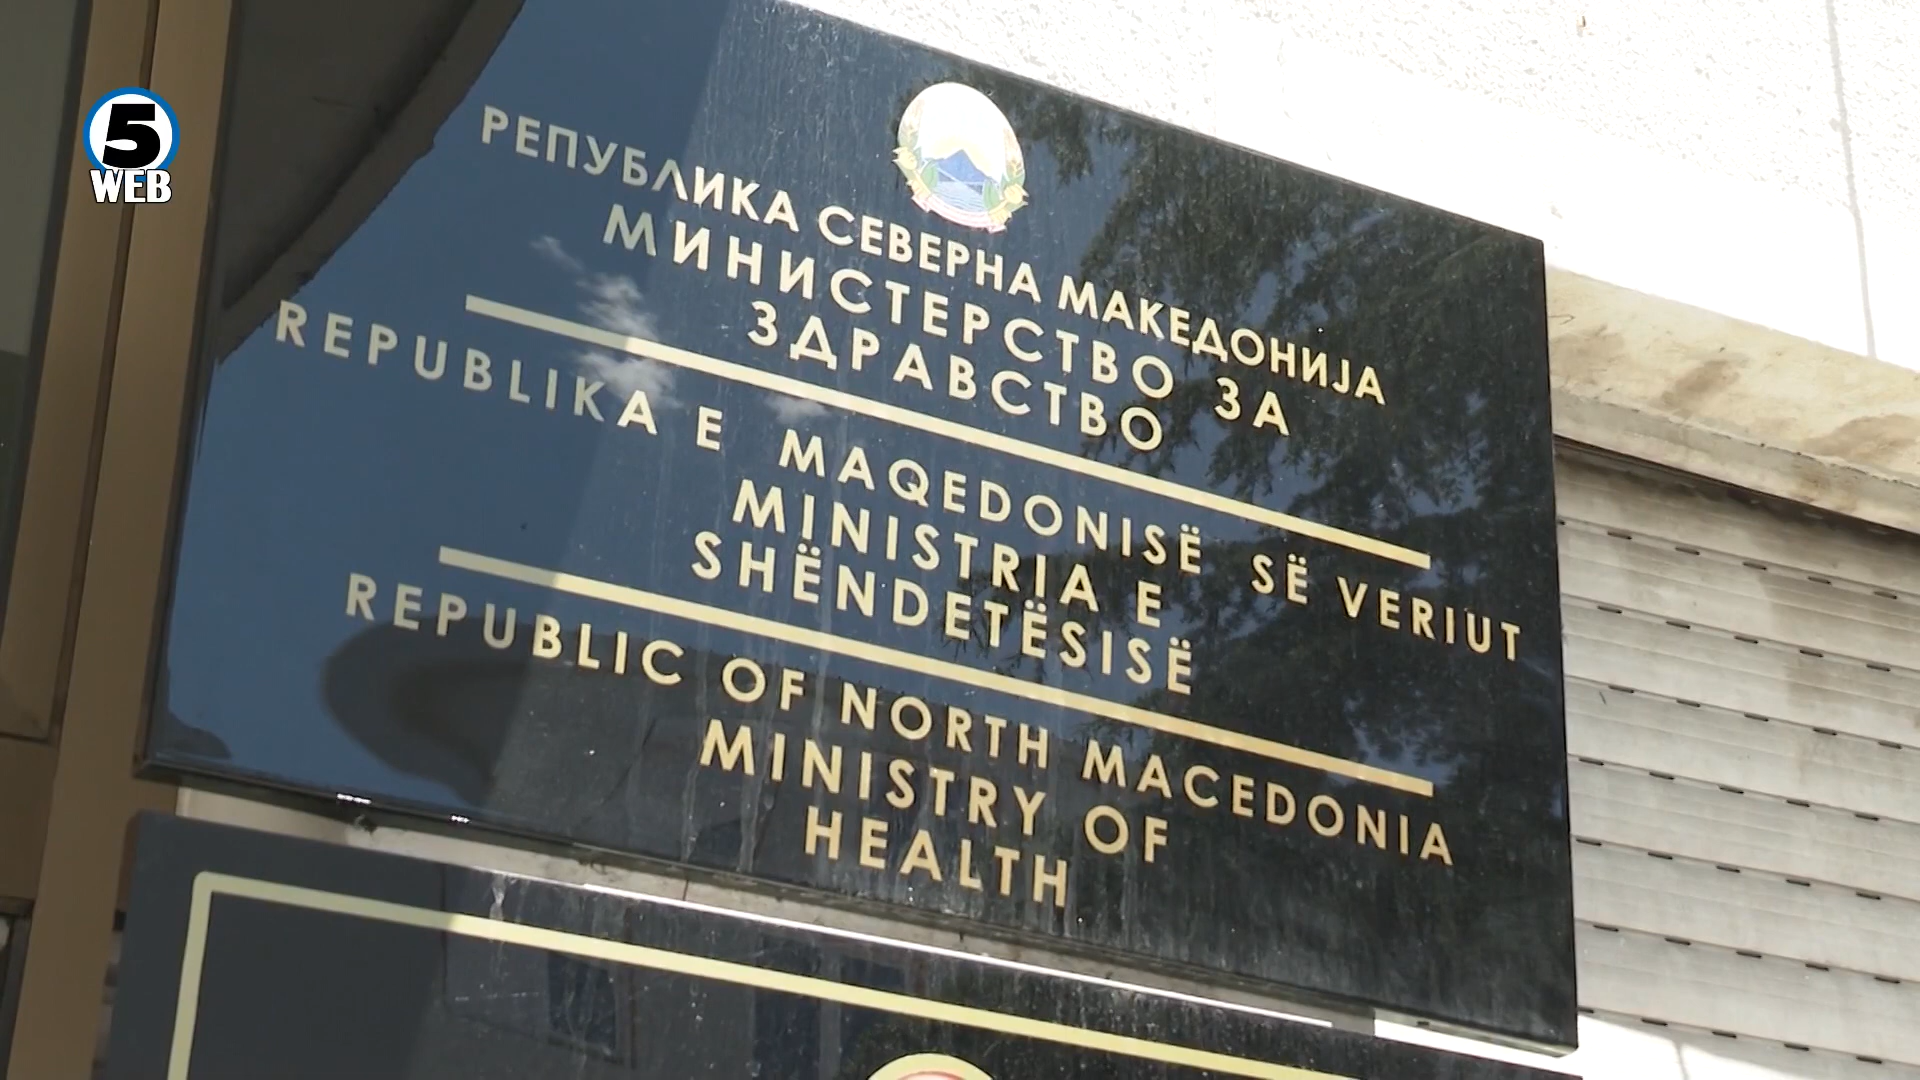 5
WEB
РЕПУБЛИКА СЕВЕРНА МАКЕДОНИЈА
МИНИСТЕРСТВО ЗА
ЗДРАВСТВО
REPUBLIKA E MAQEDONISË SË VERIUT
MINISTRIA E
SHËNDETËSISË
REPUBLIC OF NORTH MACEDONIA
MINISTRY OF
HEALTH